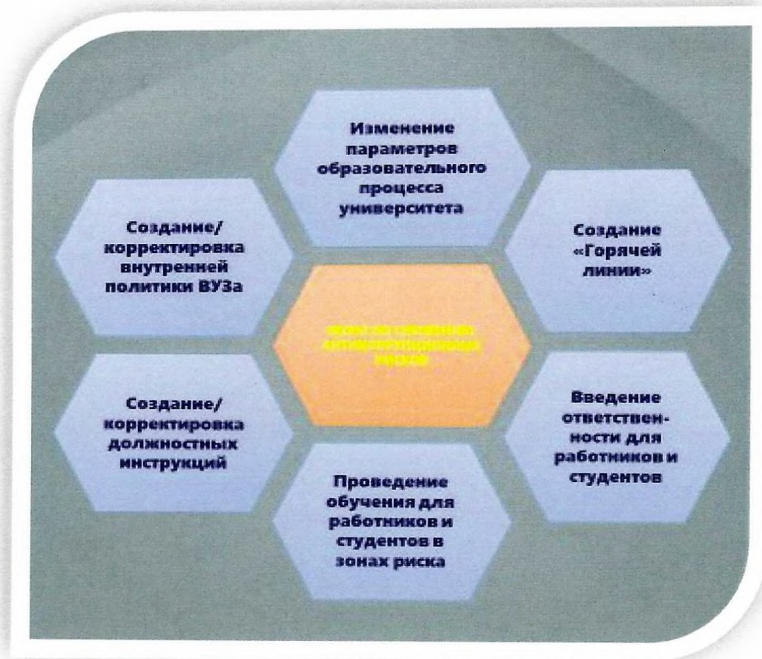 Изменение
параметров
образовательного
процесса
университета
Создание/
корректировка
внутренней
политики ВУЗа
Создание
«Горячей
линии»
Создание/
корректировка
должностных
инструкций
Введение
ответствен-
ности для
работников и
студентов
Проведение
обучения для
работников и
студентов в
зонах риска